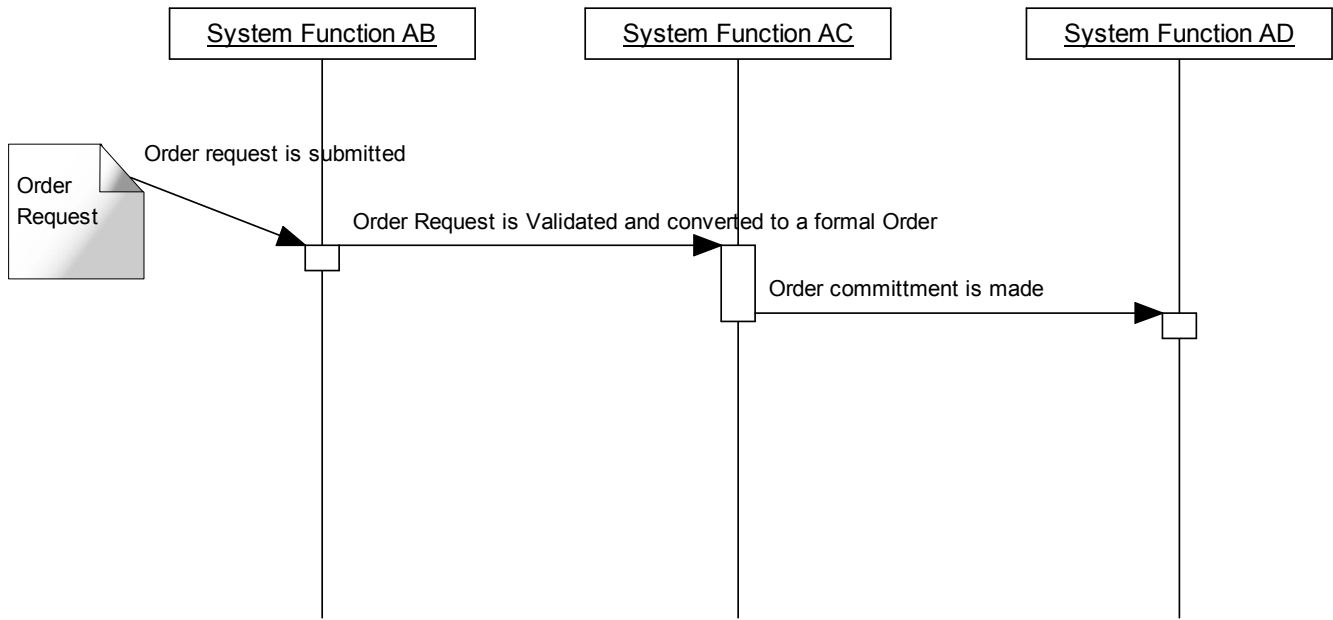 System Function AB
System Function AC
System Function AD
Order request is submitted
Order
Request
Order Request is Validated and converted to a formal Order
Order committment is made